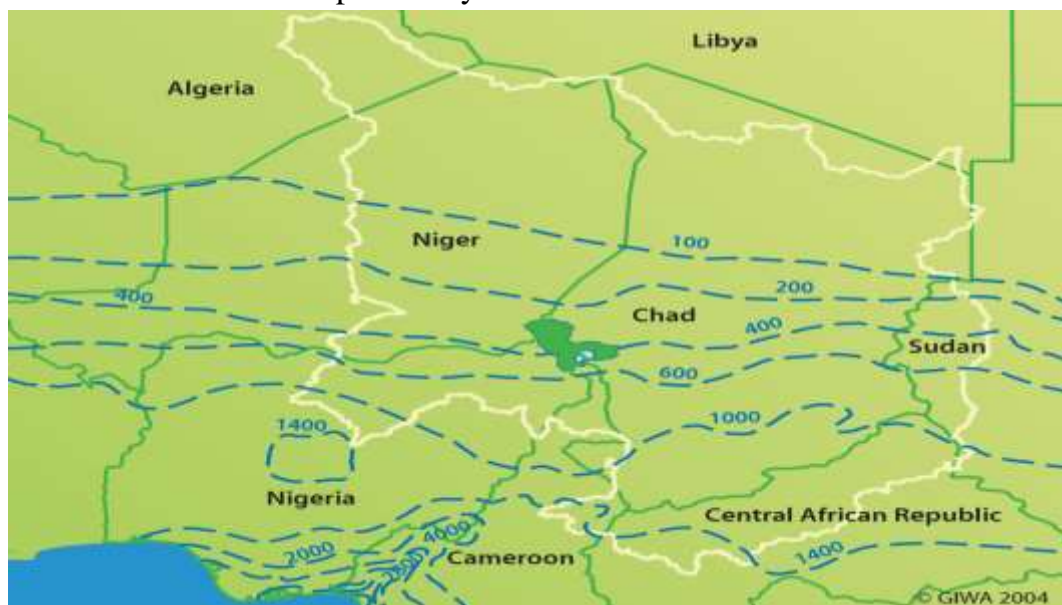 Libya
Algeria
Niger
100
200
400
Chad
400
Sudan
600
1000
1400
Nigeria
Central African Republic
2000
4000
2800
Cameroon
1400
© GIWA 2004